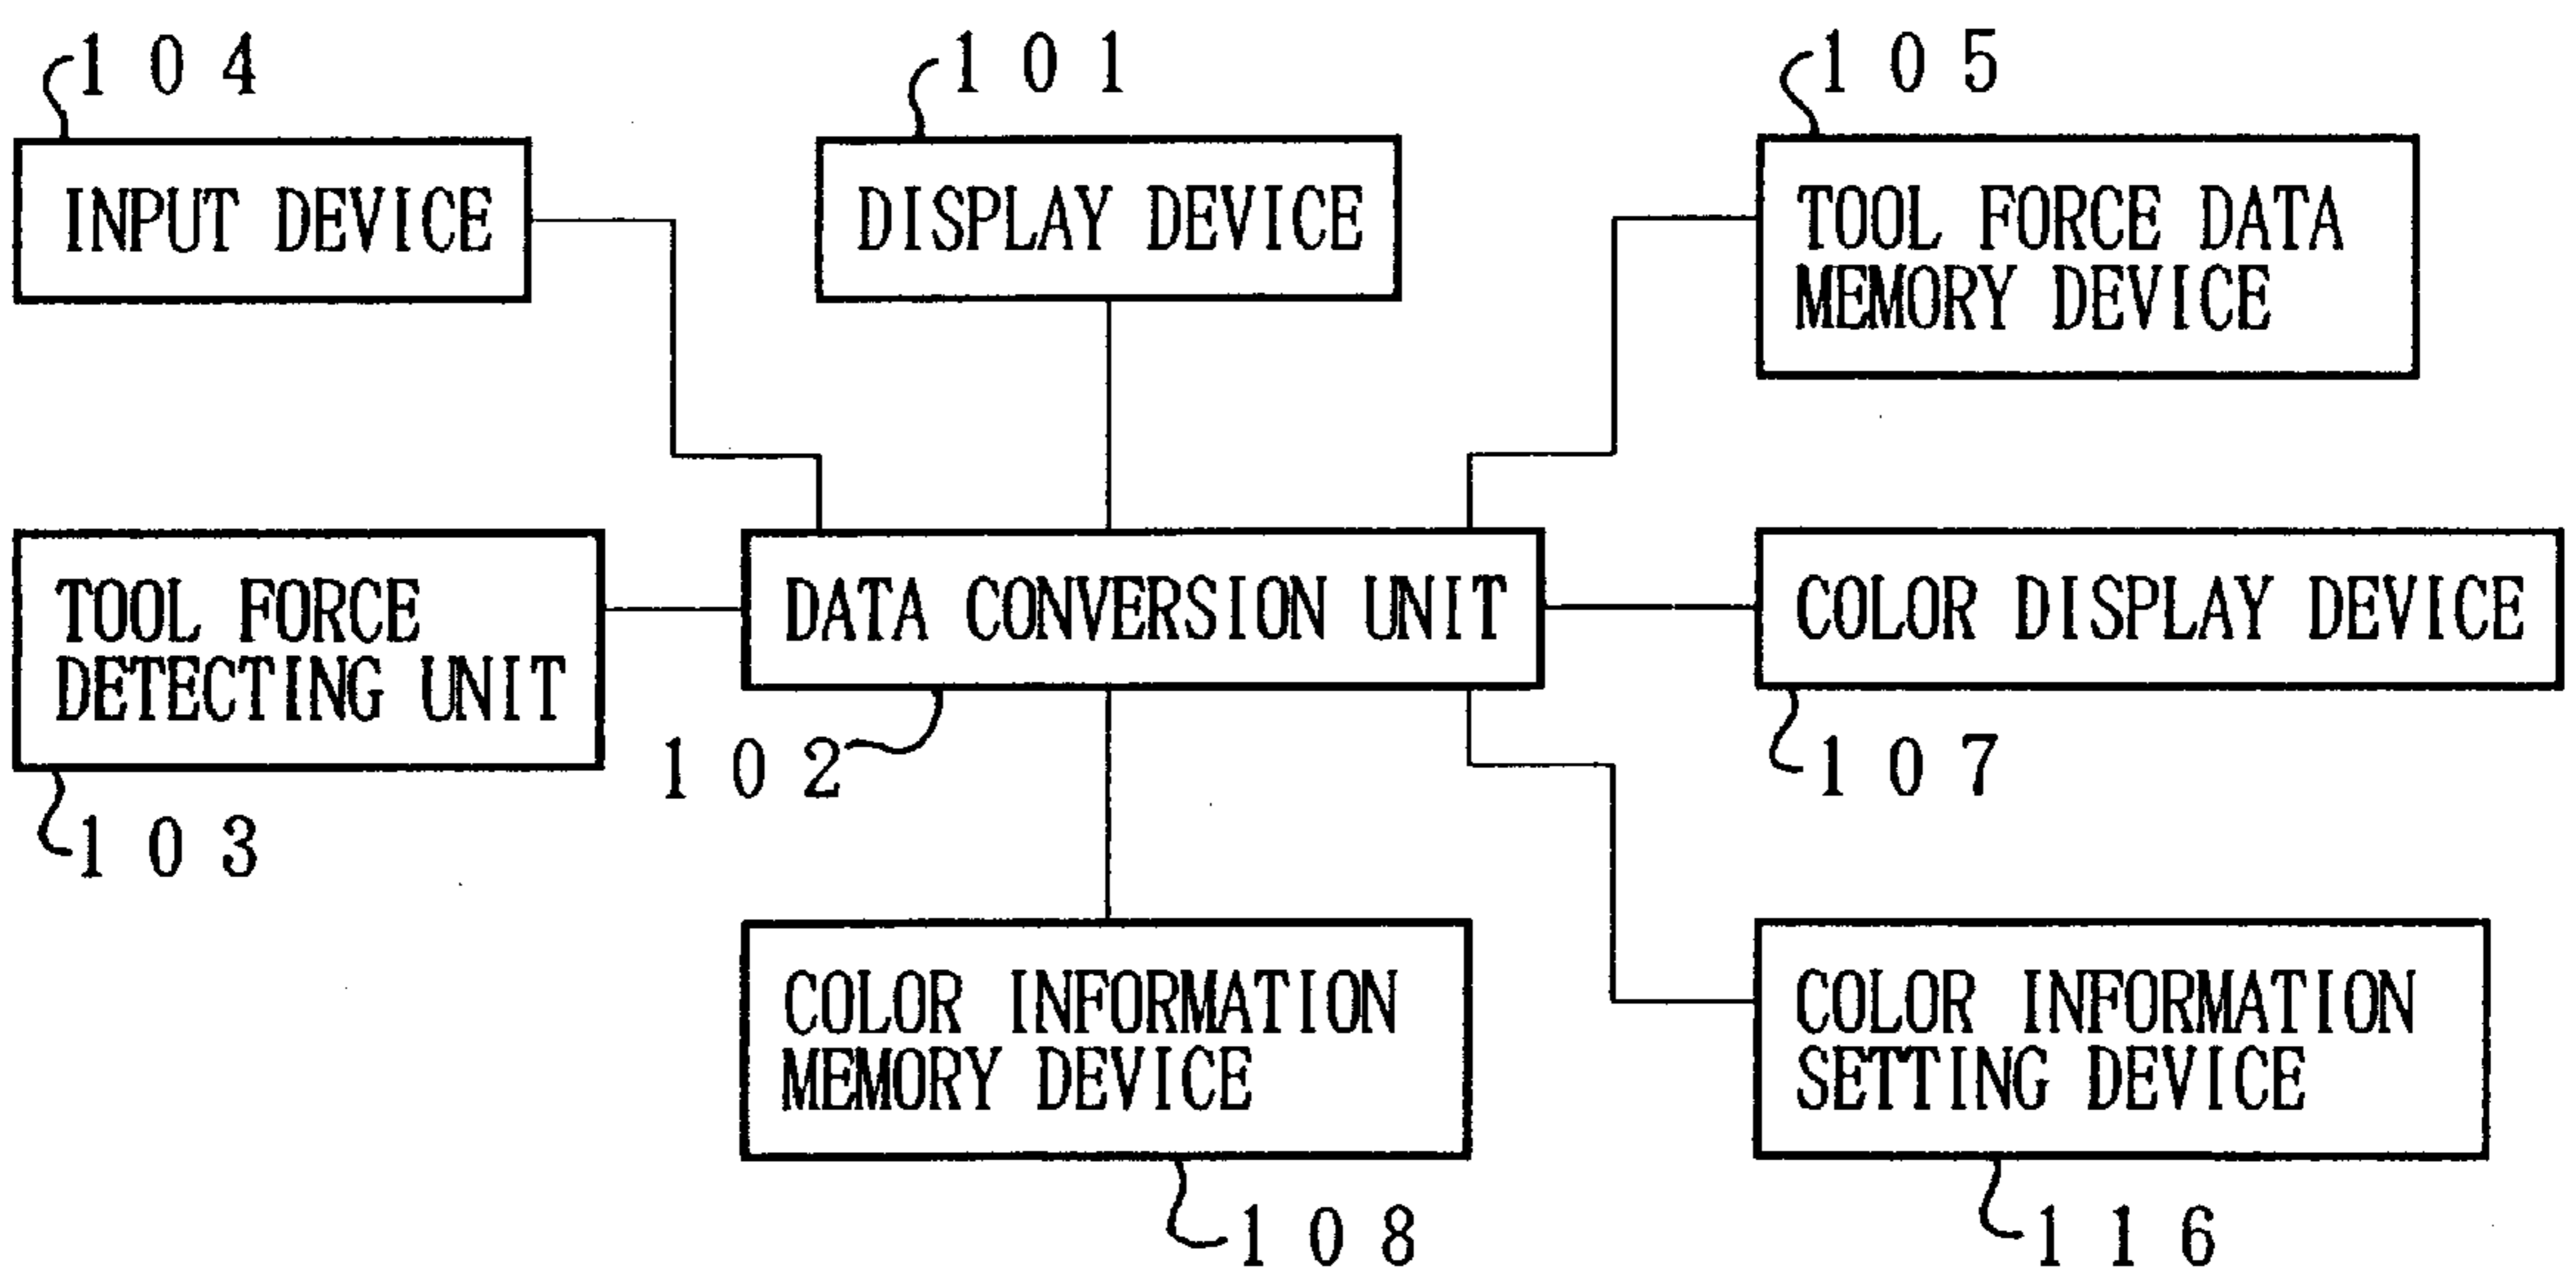 104
101
105
INPUT DEVICE
DISPLAY DEVICE
TOOL FORCE DATA
MEMORY DEVICE
TOOL FORCE
DETECTING UNIT
DATA CONVERSION UNIT
COLOR DISPLAY DEVICE
102
107
103
COLOR INFORMATION
MEMORY DEVICE
COLOR INFORMATION
SETTING DEVICE
108
116